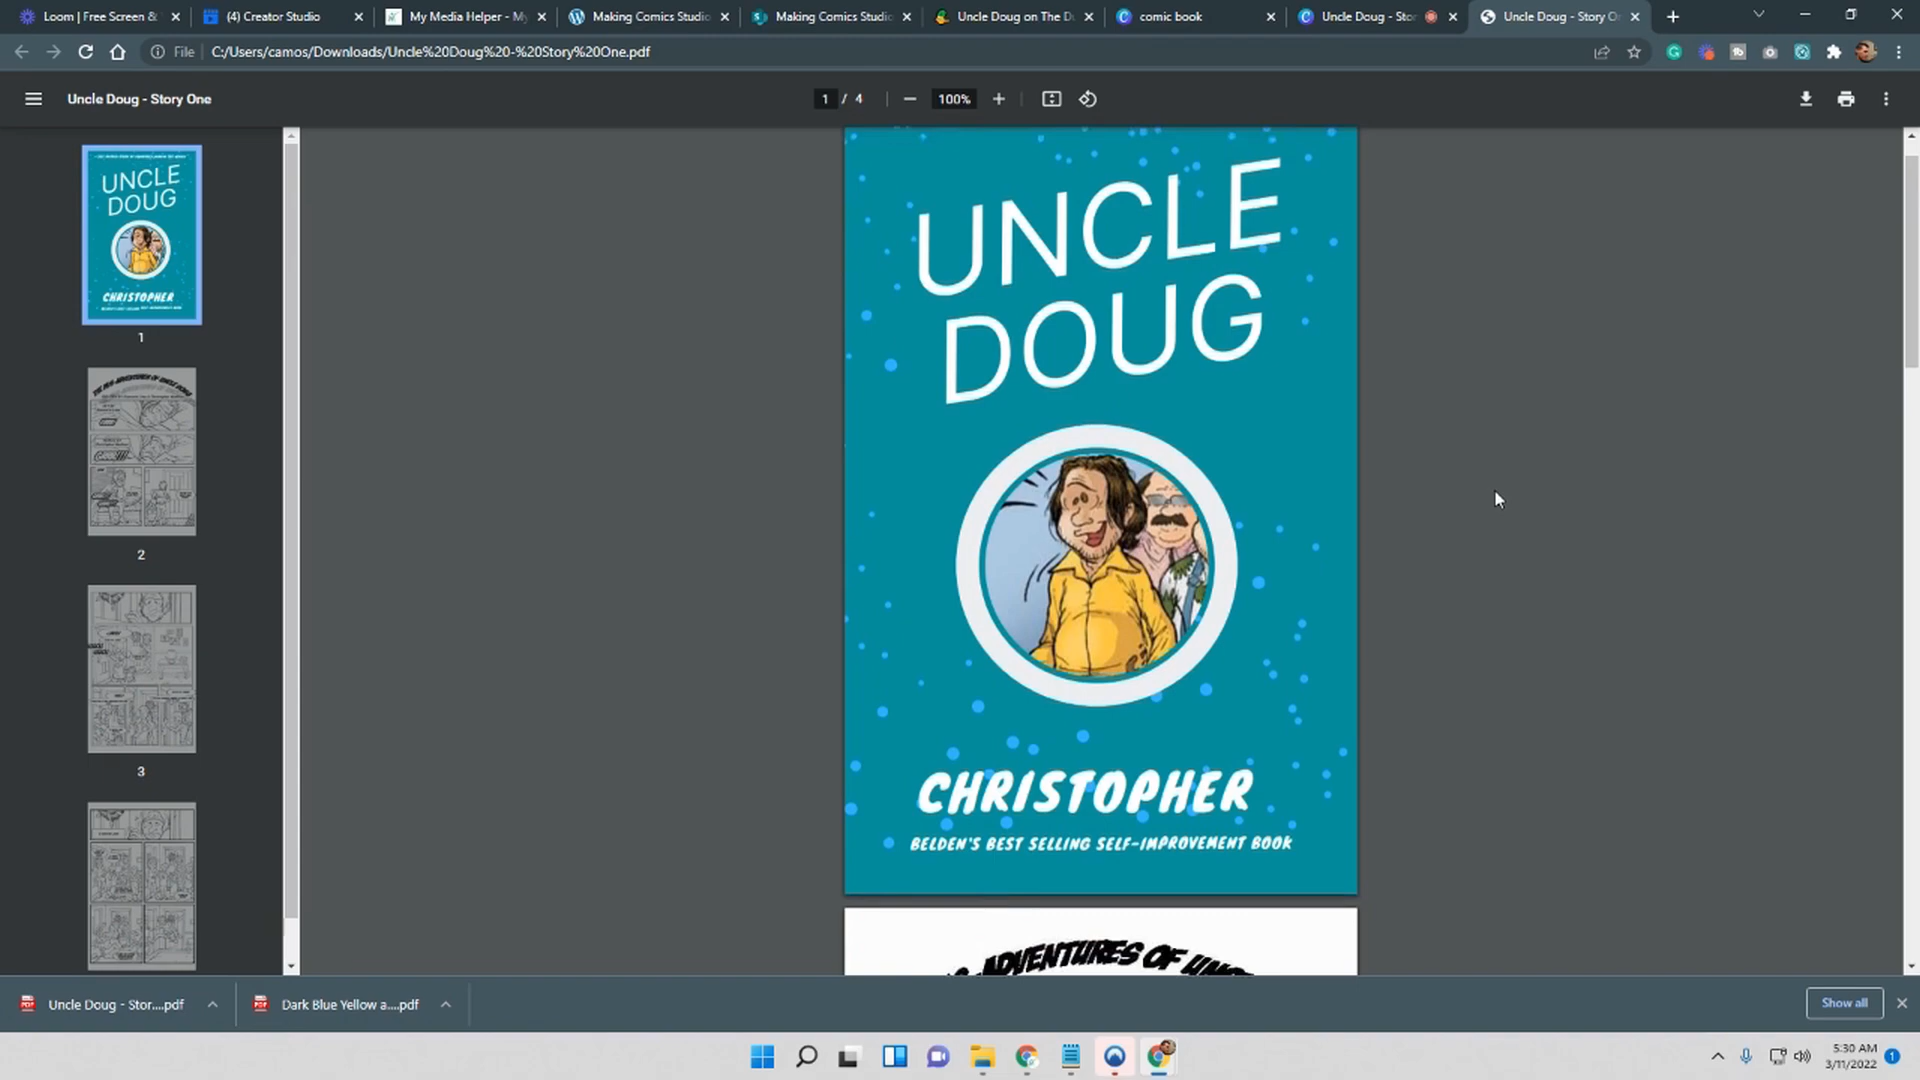 Loom | Free Screen &
(4) Creator Studio
My Media Helper - My
Making Comics Studio
Making Comics Studio
Uncle Doug on The Du
comic book
Uncle Doug - Stor
Uncle Doug - Story On
File C:/Users/camos/Downloads/Uncle%20Doug%20-%20Story%20One.pdf
Uncle Doug - Story One
1 / 4
100%
UNCLE
DOUG
CHRISTOPHER
1
2
3
UNCLE
DOUG
CHRISTOPHER
BELDEN'S BEST SELLING SELF-IMPROVEMENT BOOK
ADVENTURES OF
Uncle Doug - Stor....pdf
Dark Blue Yellow a....pdf
Show all
5:30 AM
3/11/2022
1